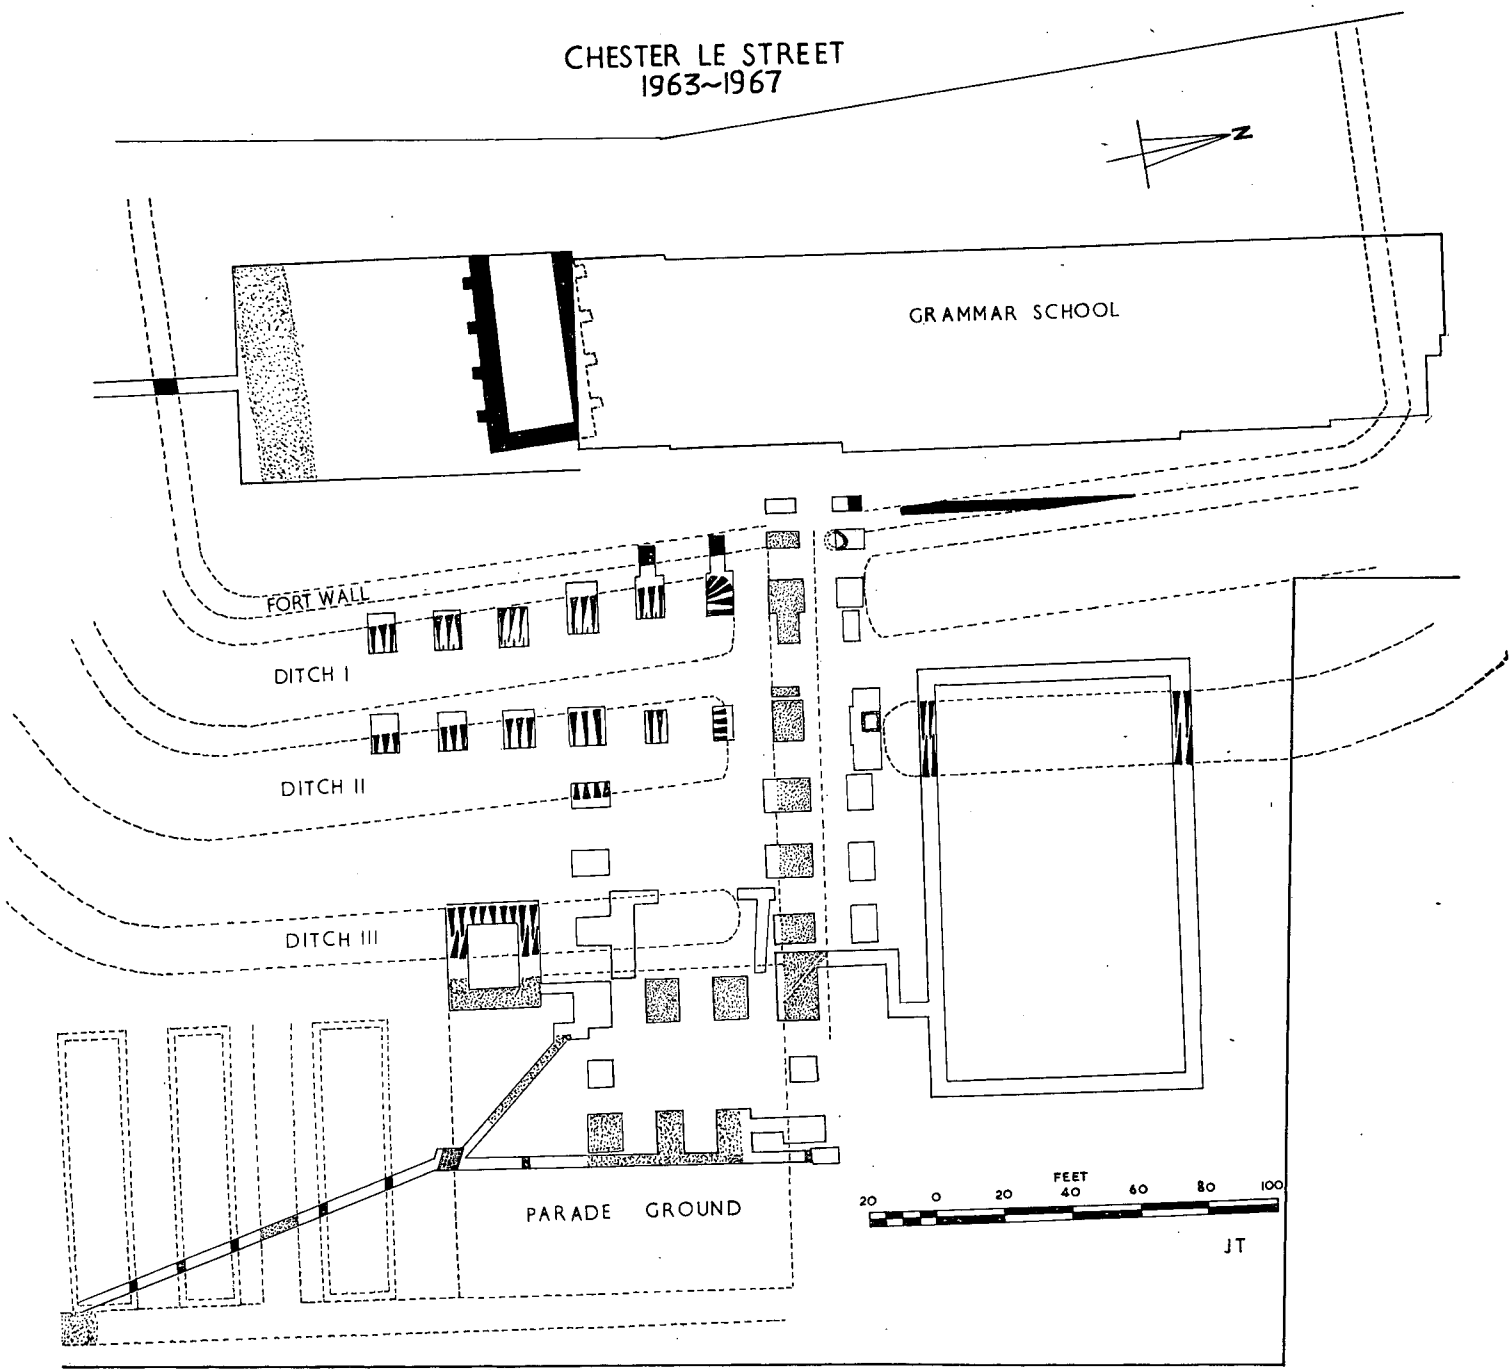 CHESTER LE STREET
1963~1967
N
GRAMMAR SCHOOL
FORT WALL
DITCH I
DITCH II
DITCH III
PARADE GROUND
FEET
20 0 20 40 60 80 100
JT